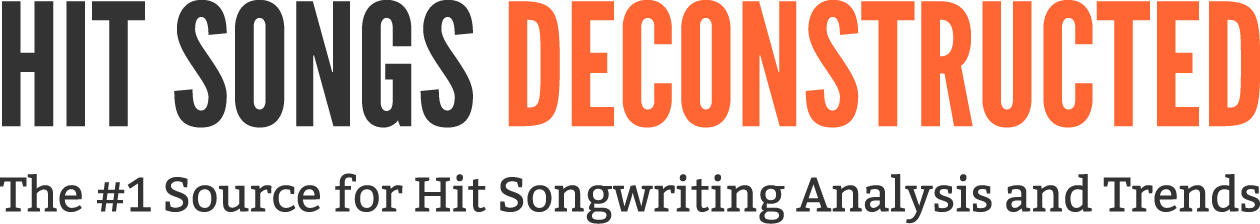 HIT SONGS DECONSTRUCTED
The #1 Source for Hit Songwriting Analysis and Trends